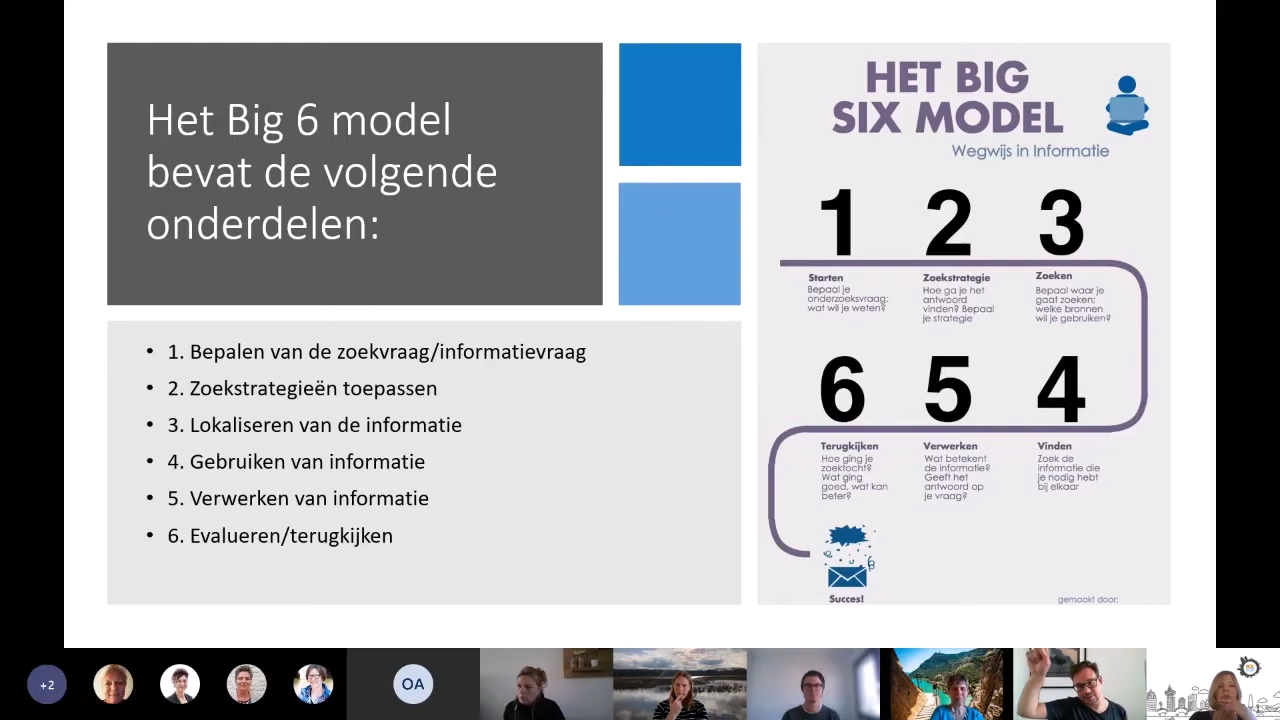 Het Big 6 model
bevat de volgende
onderdelen:
• 1. Bepalen van de zoekvraag/informatievraag
• 2. Zoekstrategieën toepassen
• 3. Lokaliseren van de informatie
• 4. Gebruiken van informatie
• 5. Verwerken van informatie
• 6. Evalueren/terugkijken
HET BIG
SIX MODEL
Wegwijs in Informatie
1
2
3
Starten
Bepaal je
onderzoeksvraag:
wat wil je weten?
Zoekstrategie
Hoe ga je het
antwoord
vinden? Bepaal
je strategie
Zoeken
Bepaal waar je
gaat zoeken;
welke bronnen
wil je gebruiken?
6
5
4
Terugkijken
Hoe ging je
zoektocht?
Wat ging
goed, wat kan
beter?
Verwerken
Wat betekent
de informatie?
Geeft het
antwoord op
je vraag?
Vinden
Zoek de
informatie die
je nodig hebt
bij elkaar
Succes!
gemaakt door:
+2
OA